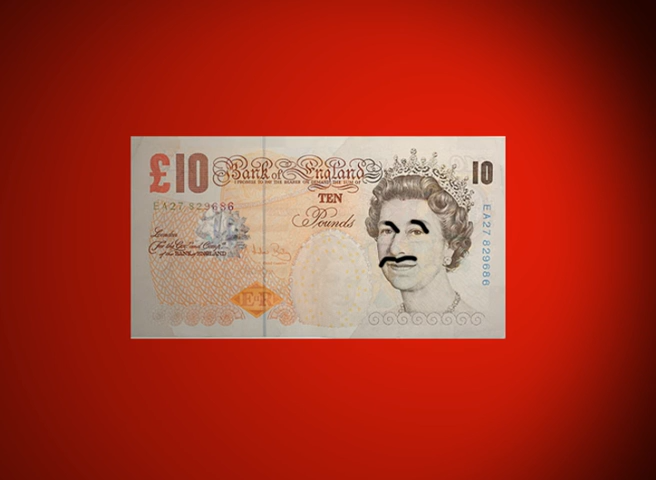 £10
Bank of England
I PROMISE TO PAY THE BEARER ON DEMAND THE SUM OF
TEN
Pounds
10
EA27 829686
London
For the Govr and Compa
of the BANK of ENGLAND
E R
EA27 829686